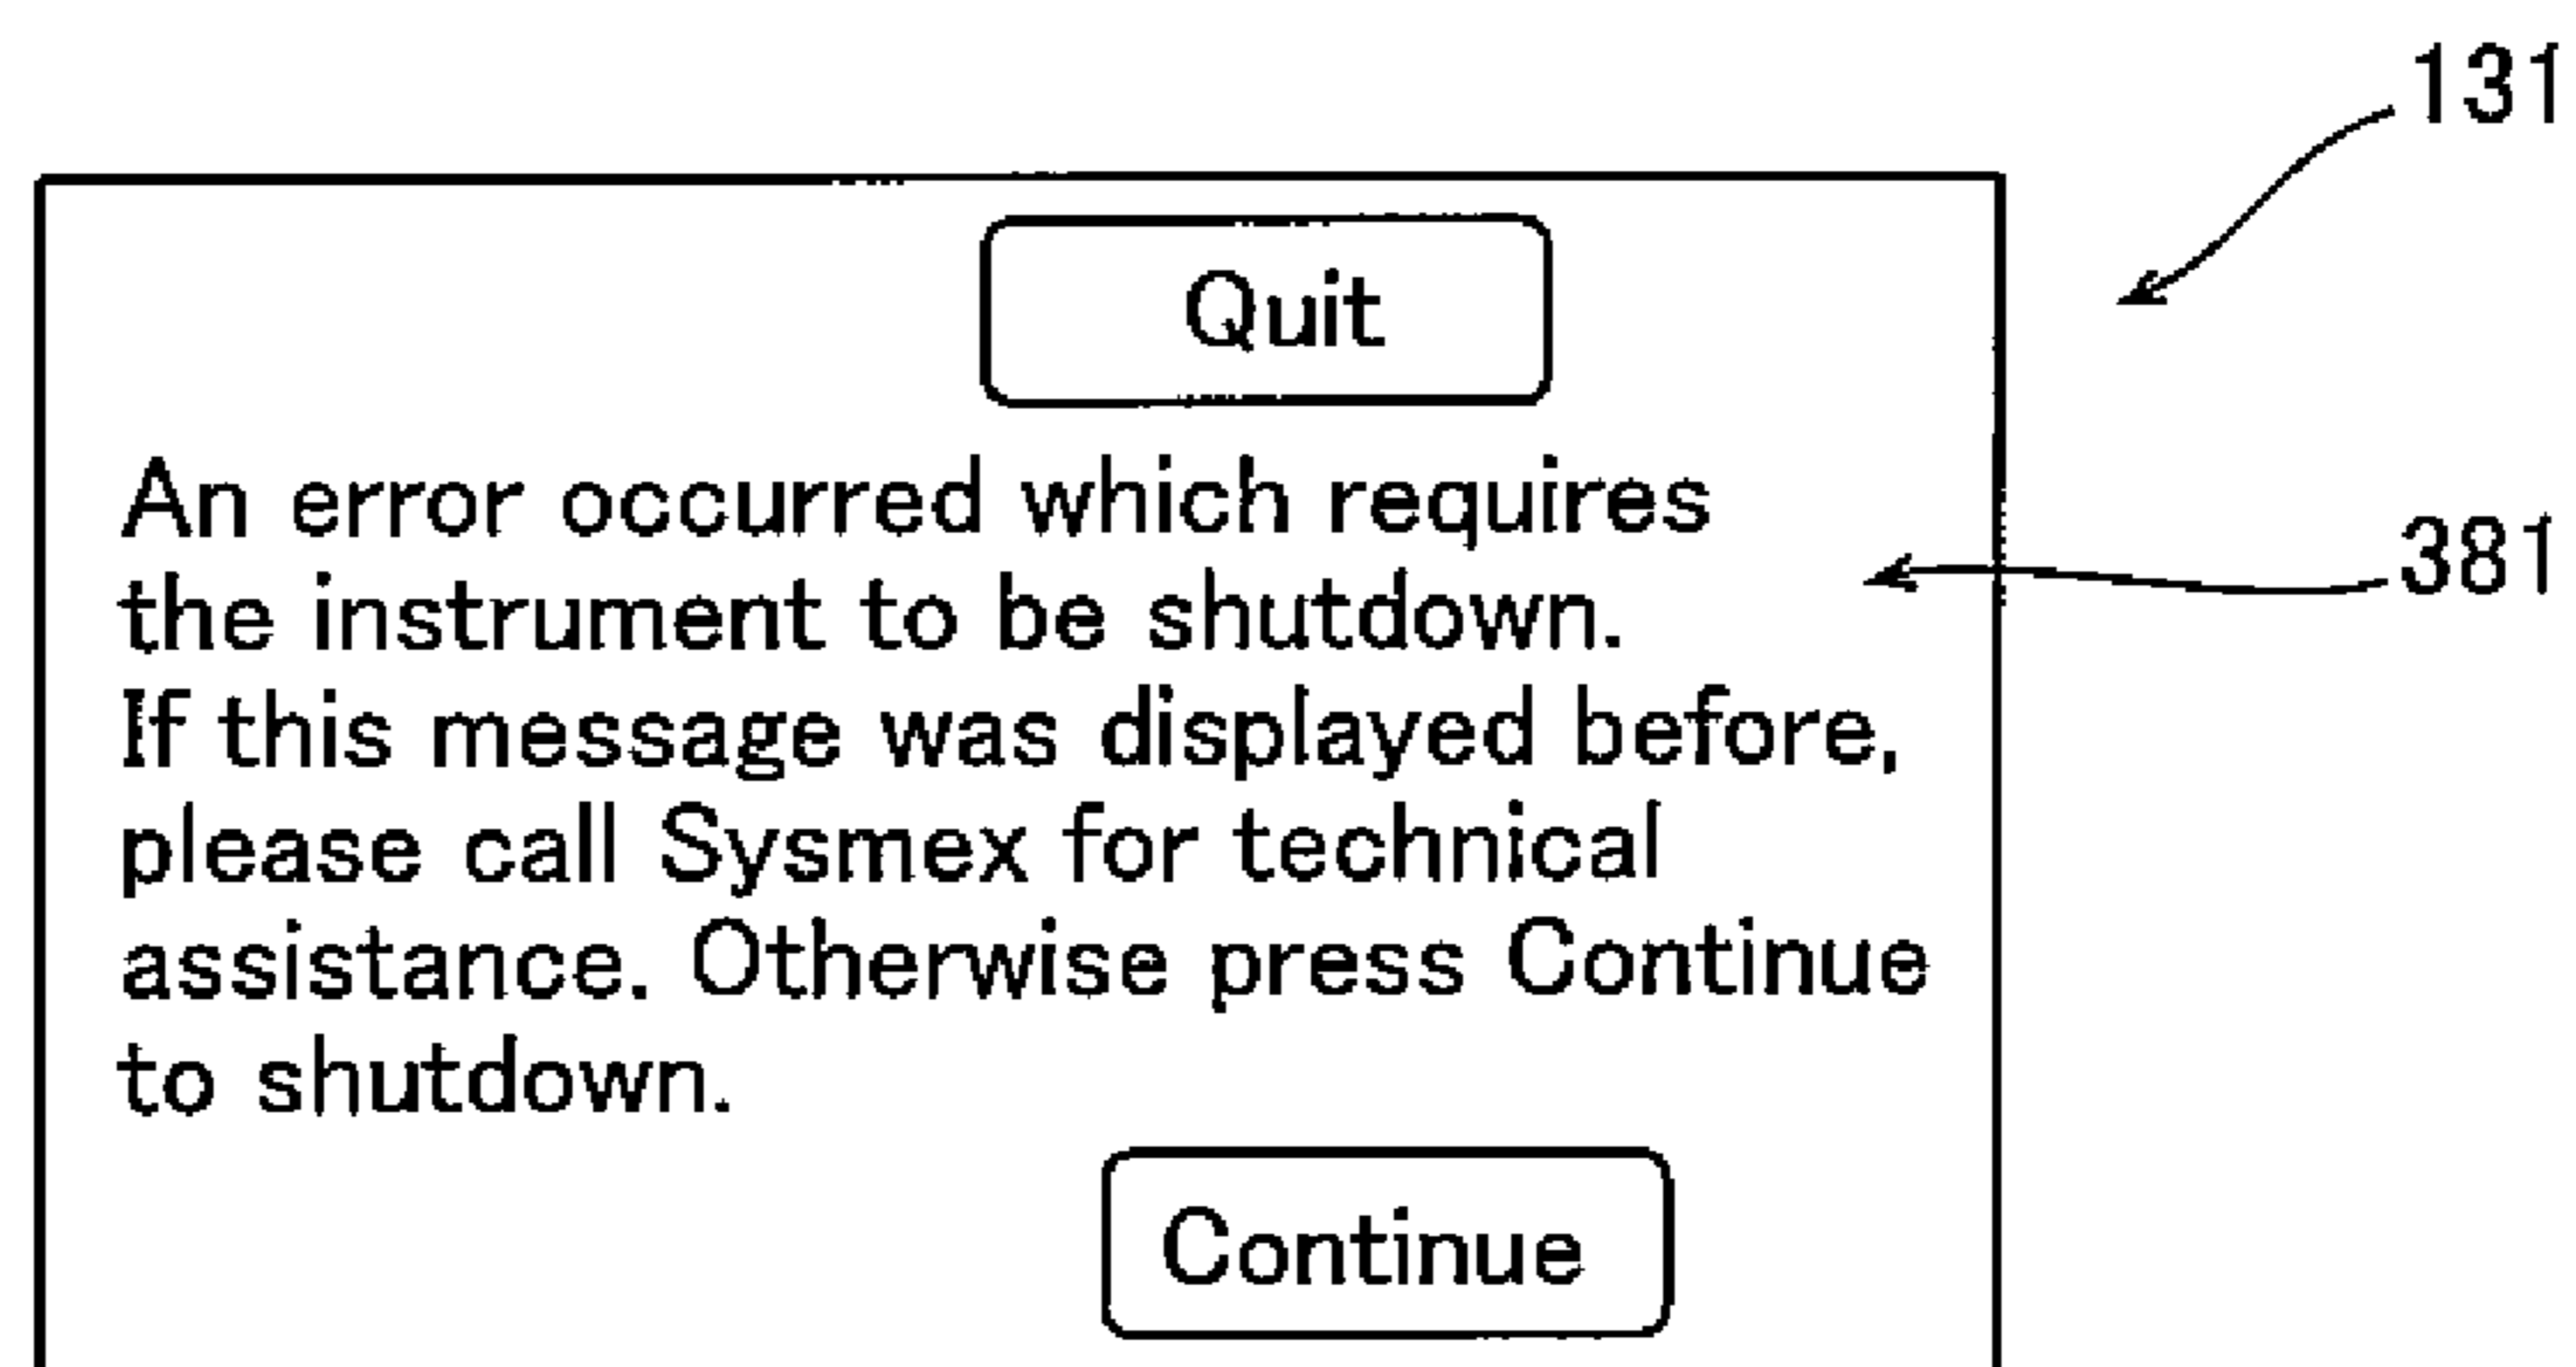 131
Quit
An error occurred which requires
the instrument to be shutdown.
381
If this message was displayed before,
please call Sysmex for technical
assistance. Otherwise press Continue
to shutdown.
Continue